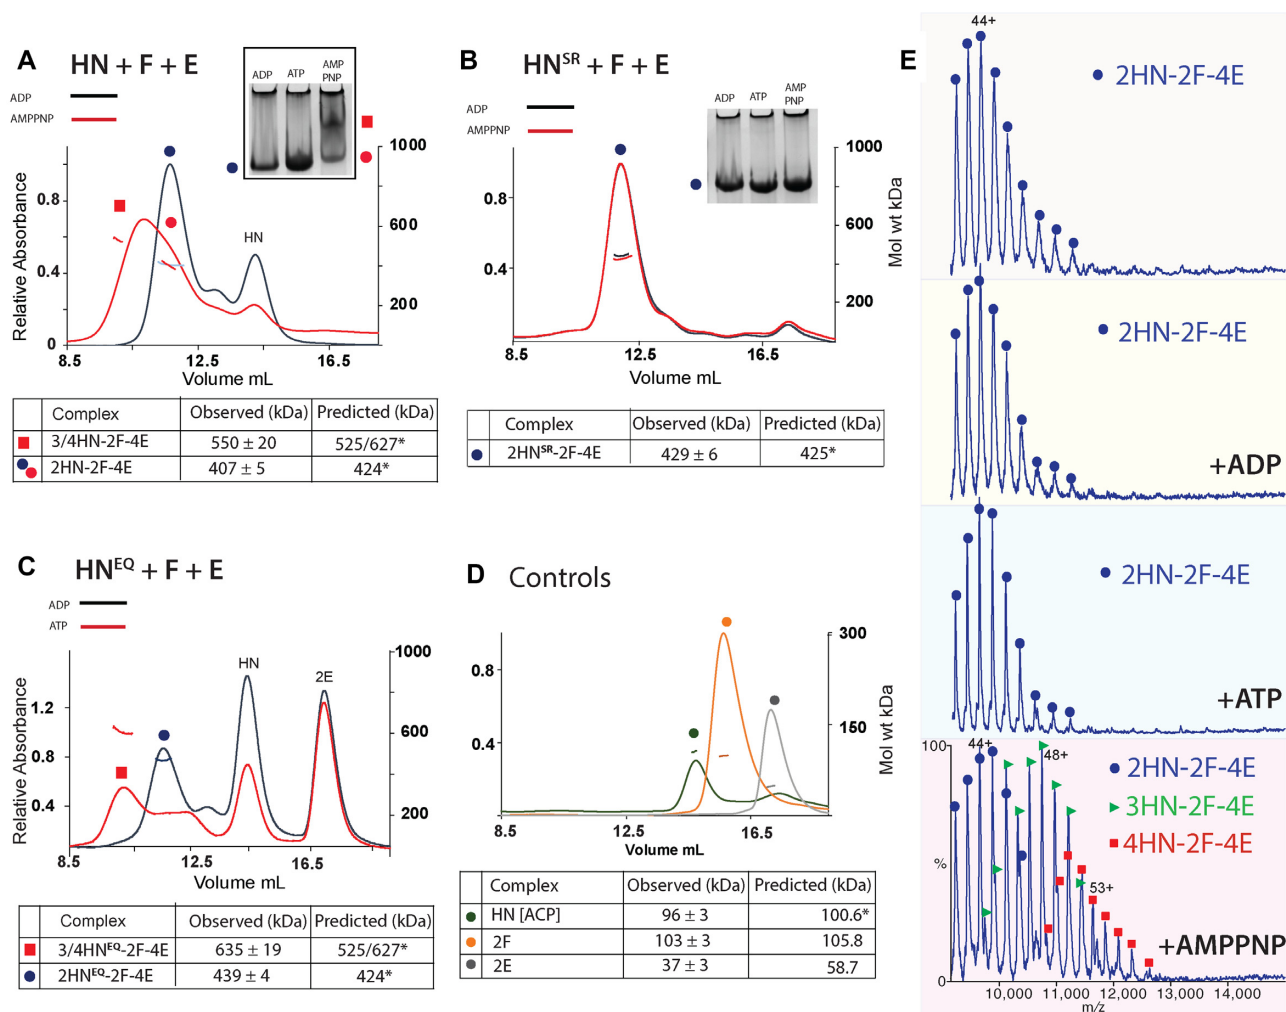 A
HN + F + E
ADP
AMPPNP
ADP ATP AMP PNP
1000
600
200
Relative Absorbance
0.8
0.4
0
HN
8.5 12.5 16.5
Volume mL
Complex Observed (kDa) Predicted (kDa)
3/4HN-2F-4E 550 ± 20 525/627*
2HN-2F-4E 407 ± 5 424*
B
HN^SR + F + E
ADP
AMPPNP
ADP ATP AMP PNP
1000
600
200
Mol wt kDa
0.8
0.4
8.5 12.5 16.5
Volume mL
Complex Observed (kDa) Predicted (kDa)
2HN^SR-2F-4E 429 ± 6 425*
C
HN^EQ + F + E
ADP
ATP
1000
600
200
Relative Absorbance
1.2
0.8
0.4
HN
2E
8.5 12.5 16.5
Volume mL
Complex Observed (kDa) Predicted (kDa)
3/4HN^EQ-2F-4E 635 ± 19 525/627*
2HN^EQ-2F-4E 439 ± 4 424*
D
Controls
300
150
Mol wt kDa
0.8
0.4
8.5 12.5 16.5
Volume mL
Complex Observed (kDa) Predicted (kDa)
HN [ACP] 96 ± 3 100.6*
2F 103 ± 3 105.8
2E 37 ± 3 58.7
E
44+
2HN-2F-4E
2HN-2F-4E
+ADP
2HN-2F-4E
+ATP
100
44+
48+
53+
2HN-2F-4E
3HN-2F-4E
4HN-2F-4E
%
+AMPPNP
0
10,000 11,000 12,000 13,000 14,000
m/z